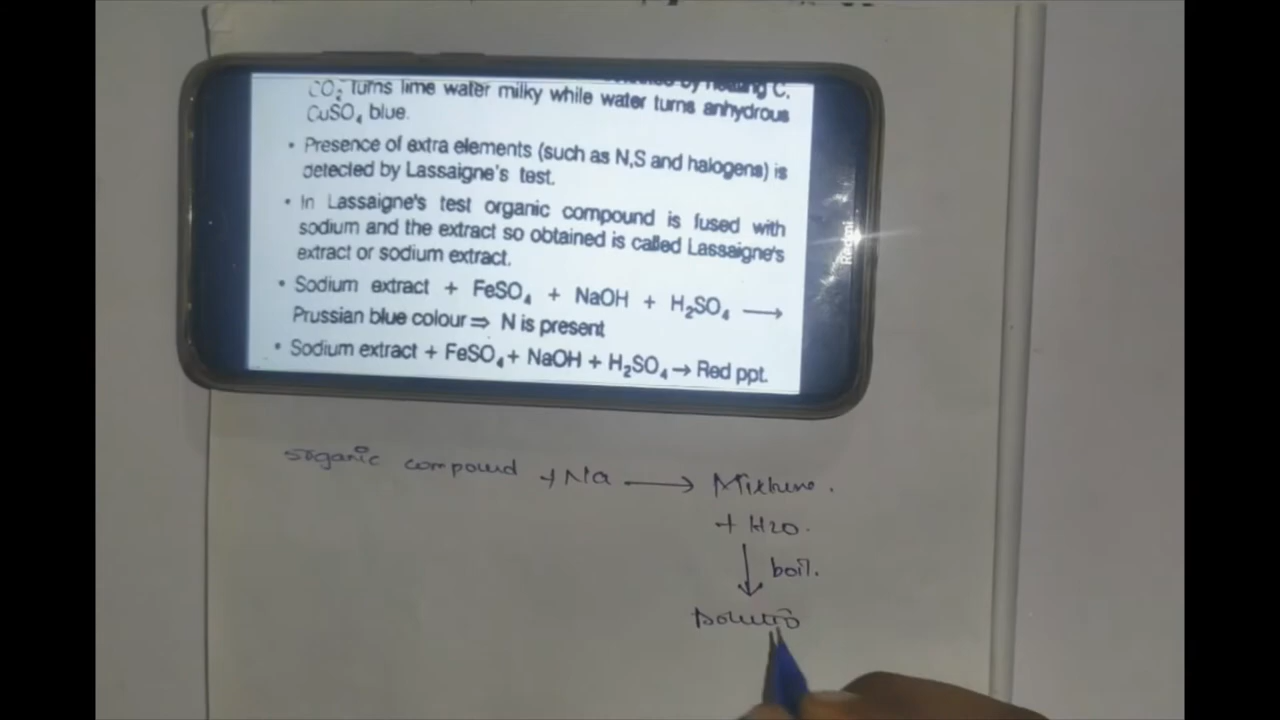 CO₂ Turns lime water milky while water turns anhydrous
CuSO₄ blue.
• Presence of extra elements (such as N,S and halogens) is
detected by Lassaigne's test.
• In Lassaigne's test organic compound is fused with
sodium and the extract so obtained is called Lassaigne's
extract or sodium extract.
• Sodium extract + FeSO₄ + NaOH + H₂SO₄ ⟶
Prussian blue colour ⇒ N is present
• Sodium extract + FeSO₄ + NaOH + H₂SO₄ → Red ppt.
Redmi
organic compound + Na ⟶ Mixture.
+ H2O.
↓ boil.